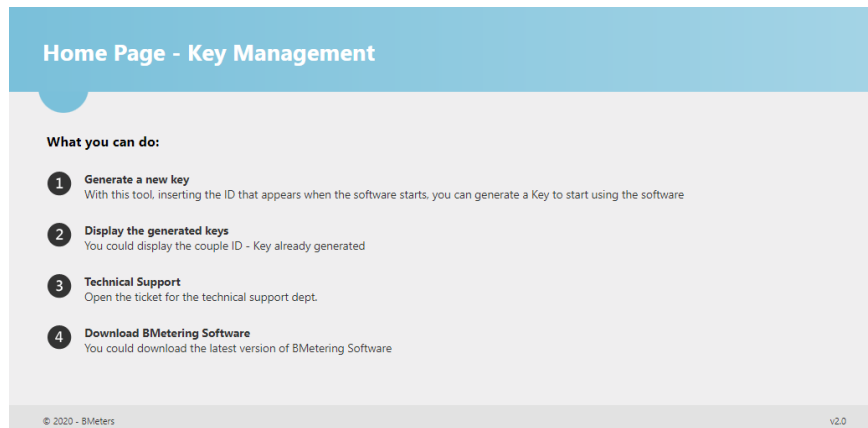 Home Page - Key Management
What you can do:
1 Generate a new key
With this tool, inserting the ID that appears when the software starts, you can generate a Key to start using the software
2 Display the generated keys
You could display the couple ID - Key already generated
3 Technical Support
Open the ticket for the technical support dept.
4 Download BMetering Software
You could download the latest version of BMetering Software
© 2020 - BMeters v2.0